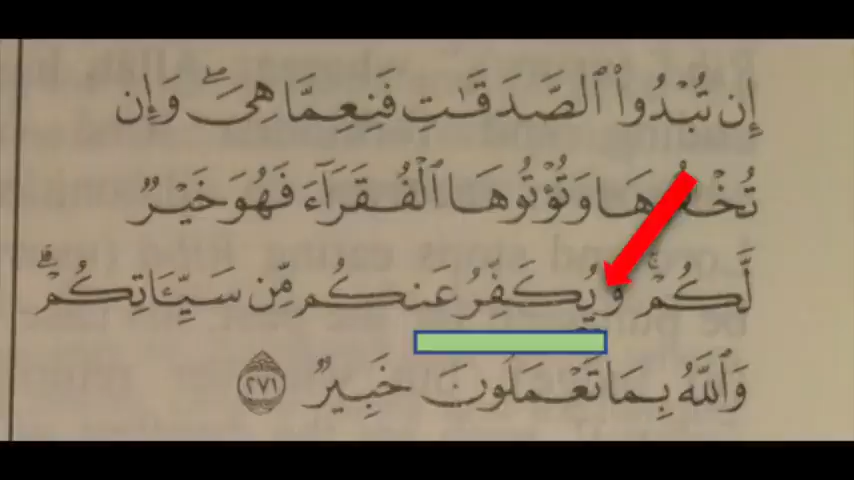 إِن تُبْدُوا۟ ٱلصَّدَقَـٰتِ فَنِعِمَّا هِىَ ۖ وَإِن
تُخْفُوهَا وَتُؤْتُوهَا ٱلْفُقَرَآءَ فَهُوَ خَيْرٌ
لَّكُمْ ۚ وَيُكَفِّرُ عَنكُم مِّن سَيِّـَٔاتِكُمْ ۗ
وَٱللَّهُ بِمَا تَعْمَلُونَ خَبِيرٌ ٢٧١